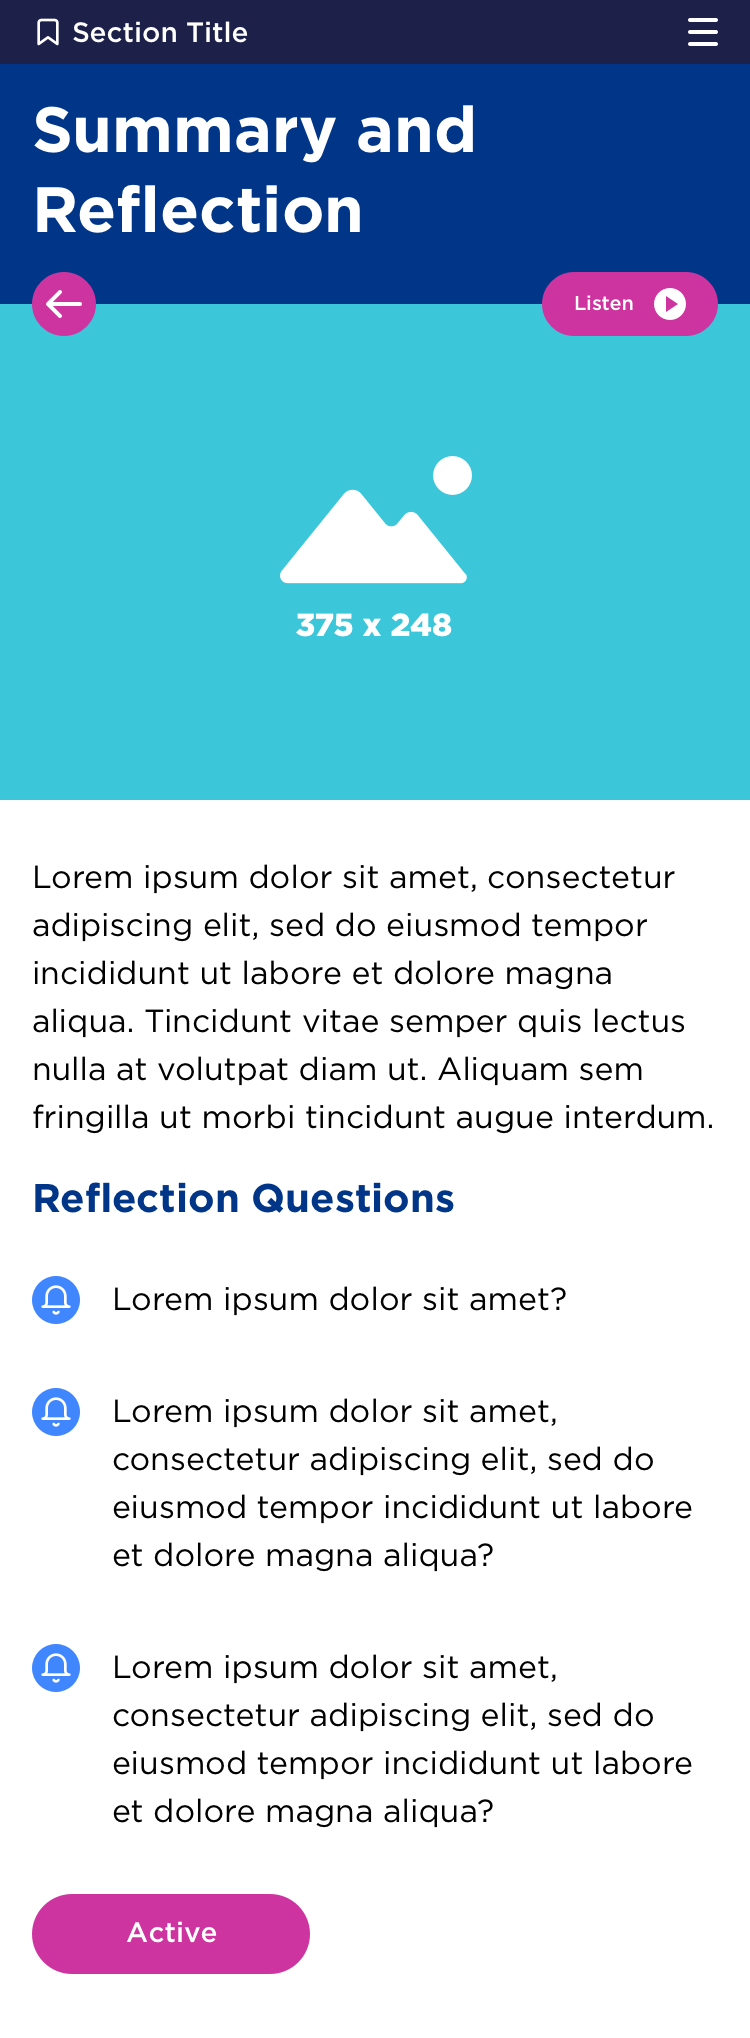 Section Title
Summary and
Reflection
Listen
375 x 248
Lorem ipsum dolor sit amet, consectetur
adipiscing elit, sed do eiusmod tempor
incididunt ut labore et dolore magna
aliqua. Tincidunt vitae semper quis lectus
nulla at volutpat diam ut. Aliquam sem
fringilla ut morbi tincidunt augue interdum.
Reflection Questions
Lorem ipsum dolor sit amet?
Lorem ipsum dolor sit amet,
consectetur adipiscing elit, sed do
eiusmod tempor incididunt ut labore
et dolore magna aliqua?
Lorem ipsum dolor sit amet,
consectetur adipiscing elit, sed do
eiusmod tempor incididunt ut labore
et dolore magna aliqua?
Active